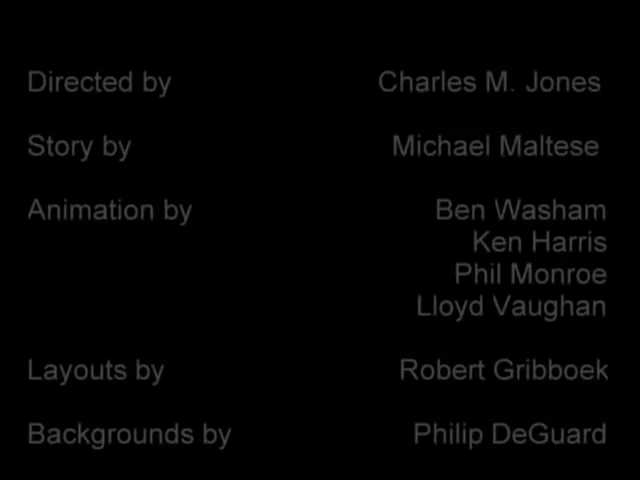 Directed by Charles M. Jones
Story by Michael Maltese
Animation by Ben Washam
Ken Harris
Phil Monroe
Lloyd Vaughan
Layouts by Robert Gribboek
Backgrounds by Philip DeGuard